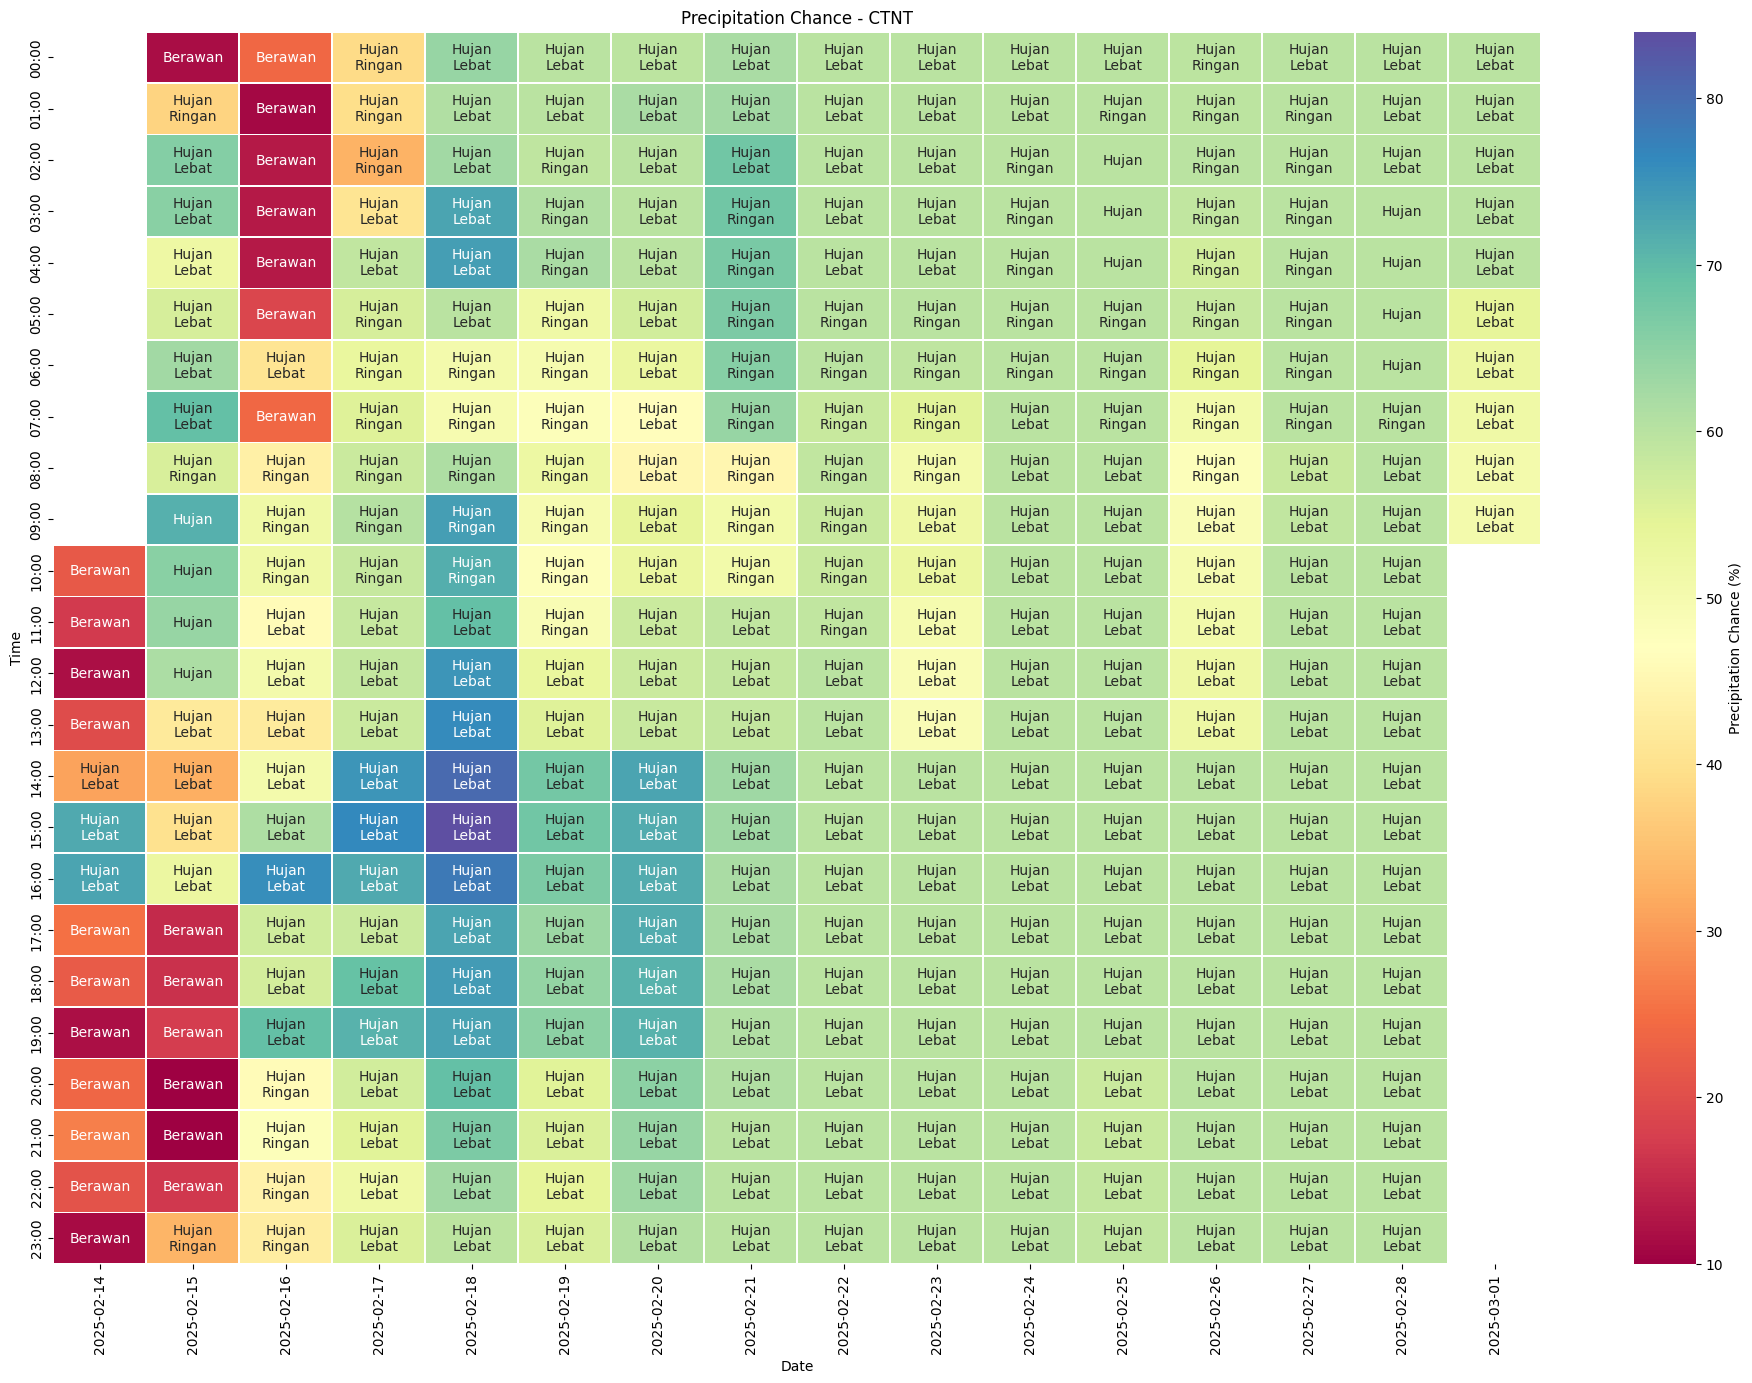 Precipitation Chance - CTNT
00:00 Berawan Berawan Hujan Ringan Hujan Lebat Hujan Lebat Hujan Lebat Hujan Lebat Hujan Lebat Hujan Lebat Hujan Lebat Hujan Lebat Hujan Ringan Hujan Lebat Hujan Lebat Hujan Lebat
01:00 Hujan Ringan Berawan Hujan Ringan Hujan Lebat Hujan Lebat Hujan Lebat Hujan Lebat Hujan Lebat Hujan Lebat Hujan Lebat Hujan Ringan Hujan Ringan Hujan Ringan Hujan Lebat Hujan Lebat
02:00 Hujan Lebat Berawan Hujan Ringan Hujan Lebat Hujan Ringan Hujan Lebat Hujan Lebat Hujan Lebat Hujan Lebat Hujan Ringan Hujan Hujan Ringan Hujan Ringan Hujan Lebat Hujan Lebat
03:00 Hujan Lebat Berawan Hujan Lebat Hujan Lebat Hujan Ringan Hujan Lebat Hujan Ringan Hujan Lebat Hujan Lebat Hujan Ringan Hujan Hujan Ringan Hujan Ringan Hujan Hujan Lebat
04:00 Hujan Lebat Berawan Hujan Lebat Hujan Lebat Hujan Ringan Hujan Lebat Hujan Ringan Hujan Lebat Hujan Lebat Hujan Ringan Hujan Hujan Ringan Hujan Ringan Hujan Hujan Lebat
05:00 Hujan Lebat Berawan Hujan Ringan Hujan Lebat Hujan Ringan Hujan Lebat Hujan Ringan Hujan Ringan Hujan Ringan Hujan Ringan Hujan Ringan Hujan Ringan Hujan Ringan Hujan Hujan Lebat
06:00 Hujan Lebat Hujan Lebat Hujan Ringan Hujan Ringan Hujan Ringan Hujan Lebat Hujan Ringan Hujan Ringan Hujan Ringan Hujan Ringan Hujan Ringan Hujan Ringan Hujan Ringan Hujan Hujan Lebat
07:00 Hujan Lebat Berawan Hujan Ringan Hujan Ringan Hujan Ringan Hujan Lebat Hujan Ringan Hujan Ringan Hujan Ringan Hujan Lebat Hujan Ringan Hujan Ringan Hujan Ringan Hujan Ringan Hujan Lebat
08:00 Hujan Ringan Hujan Ringan Hujan Ringan Hujan Ringan Hujan Ringan Hujan Lebat Hujan Ringan Hujan Ringan Hujan Ringan Hujan Lebat Hujan Lebat Hujan Ringan Hujan Lebat Hujan Lebat Hujan Lebat
09:00 Hujan Hujan Ringan Hujan Ringan Hujan Ringan Hujan Ringan Hujan Lebat Hujan Ringan Hujan Ringan Hujan Lebat Hujan Lebat Hujan Lebat Hujan Lebat Hujan Lebat Hujan Lebat Hujan Lebat
10:00 Berawan Hujan Hujan Ringan Hujan Ringan Hujan Ringan Hujan Ringan Hujan Lebat Hujan Ringan Hujan Ringan Hujan Lebat Hujan Lebat Hujan Lebat Hujan Lebat Hujan Lebat Hujan Lebat
11:00 Berawan Hujan Hujan Lebat Hujan Lebat Hujan Lebat Hujan Ringan Hujan Lebat Hujan Lebat Hujan Ringan Hujan Lebat Hujan Lebat Hujan Lebat Hujan Lebat Hujan Lebat Hujan Lebat
Time
12:00 Berawan Hujan Hujan Lebat Hujan Lebat Hujan Lebat Hujan Lebat Hujan Lebat Hujan Lebat Hujan Lebat Hujan Lebat Hujan Lebat Hujan Lebat Hujan Lebat Hujan Lebat Hujan Lebat
13:00 Berawan Hujan Lebat Hujan Lebat Hujan Lebat Hujan Lebat Hujan Lebat Hujan Lebat Hujan Lebat Hujan Lebat Hujan Lebat Hujan Lebat Hujan Lebat Hujan Lebat Hujan Lebat Hujan Lebat
14:00 Hujan Lebat Hujan Lebat Hujan Lebat Hujan Lebat Hujan Lebat Hujan Lebat Hujan Lebat Hujan Lebat Hujan Lebat Hujan Lebat Hujan Lebat Hujan Lebat Hujan Lebat Hujan Lebat Hujan Lebat
15:00 Hujan Lebat Hujan Lebat Hujan Lebat Hujan Lebat Hujan Lebat Hujan Lebat Hujan Lebat Hujan Lebat Hujan Lebat Hujan Lebat Hujan Lebat Hujan Lebat Hujan Lebat Hujan Lebat Hujan Lebat
16:00 Hujan Lebat Hujan Lebat Hujan Lebat Hujan Lebat Hujan Lebat Hujan Lebat Hujan Lebat Hujan Lebat Hujan Lebat Hujan Lebat Hujan Lebat Hujan Lebat Hujan Lebat Hujan Lebat Hujan Lebat
17:00 Berawan Berawan Hujan Lebat Hujan Lebat Hujan Lebat Hujan Lebat Hujan Lebat Hujan Lebat Hujan Lebat Hujan Lebat Hujan Lebat Hujan Lebat Hujan Lebat Hujan Lebat Hujan Lebat
18:00 Berawan Berawan Hujan Lebat Hujan Lebat Hujan Lebat Hujan Lebat Hujan Lebat Hujan Lebat Hujan Lebat Hujan Lebat Hujan Lebat Hujan Lebat Hujan Lebat Hujan Lebat Hujan Lebat
19:00 Berawan Berawan Hujan Lebat Hujan Lebat Hujan Lebat Hujan Lebat Hujan Lebat Hujan Lebat Hujan Lebat Hujan Lebat Hujan Lebat Hujan Lebat Hujan Lebat Hujan Lebat Hujan Lebat
20:00 Berawan Berawan Hujan Ringan Hujan Lebat Hujan Lebat Hujan Lebat Hujan Lebat Hujan Lebat Hujan Lebat Hujan Lebat Hujan Lebat Hujan Lebat Hujan Lebat Hujan Lebat Hujan Lebat
21:00 Berawan Berawan Hujan Ringan Hujan Lebat Hujan Lebat Hujan Lebat Hujan Lebat Hujan Lebat Hujan Lebat Hujan Lebat Hujan Lebat Hujan Lebat Hujan Lebat Hujan Lebat Hujan Lebat
22:00 Berawan Berawan Hujan Ringan Hujan Lebat Hujan Lebat Hujan Lebat Hujan Lebat Hujan Lebat Hujan Lebat Hujan Lebat Hujan Lebat Hujan Lebat Hujan Lebat Hujan Lebat Hujan Lebat
23:00 Berawan Hujan Ringan Hujan Ringan Hujan Lebat Hujan Lebat Hujan Lebat Hujan Lebat Hujan Lebat Hujan Lebat Hujan Lebat Hujan Lebat Hujan Lebat Hujan Lebat Hujan Lebat Hujan Lebat
2025-02-14 2025-02-15 2025-02-16 2025-02-17 2025-02-18 2025-02-19 2025-02-20 2025-02-21 2025-02-22 2025-02-23 2025-02-24 2025-02-25 2025-02-26 2025-02-27 2025-02-28 2025-03-01
Date
80
70
60
50
40
30
20
10
Precipitation Chance (%)